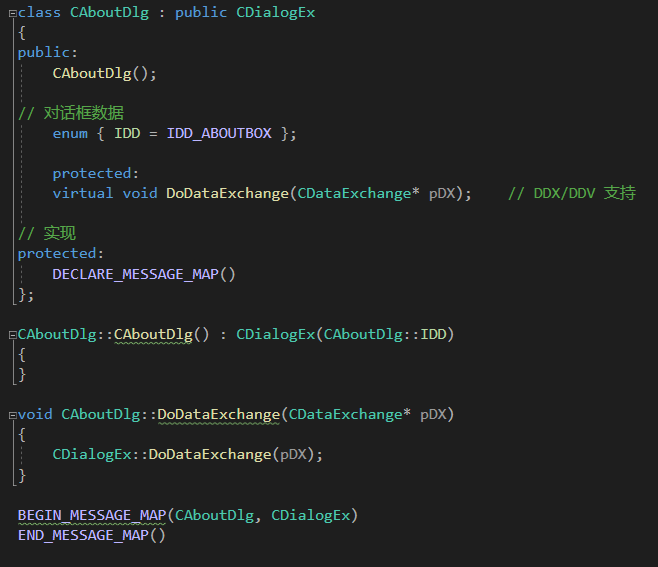 class CAboutDlg : public CDialogEx
{
public:
    CAboutDlg();

// 对话框数据
    enum { IDD = IDD_ABOUTBOX };

    protected:
    virtual void DoDataExchange(CDataExchange* pDX);    // DDX/DDV 支持

// 实现
protected:
    DECLARE_MESSAGE_MAP()
};

CAboutDlg::CAboutDlg() : CDialogEx(CAboutDlg::IDD)
{
}

void CAboutDlg::DoDataExchange(CDataExchange* pDX)
{
    CDialogEx::DoDataExchange(pDX);
}

BEGIN_MESSAGE_MAP(CAboutDlg, CDialogEx)
END_MESSAGE_MAP()